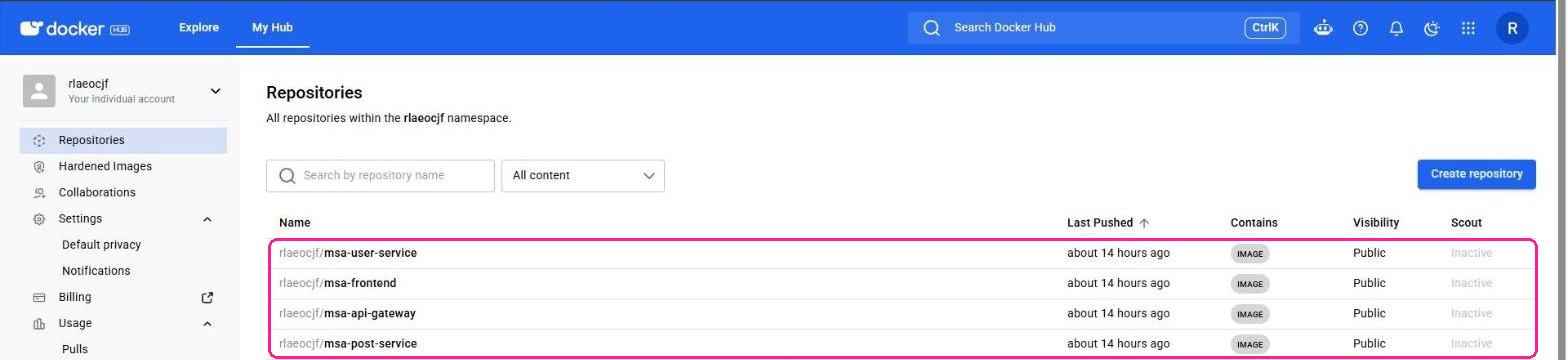 docker HUB Explore My Hub Search Docker Hub CtrlK R
rlaeocjf
Your individual account
Repositories
Hardened Images
Collaborations
Settings
Default privacy
Notifications
Billing
Usage
Pulls
Repositories
All repositories within the rlaeocjf namespace.
Search by repository name All content Create repository
Name Last Pushed Contains Visibility Scout
rlaeocjf/msa-user-service about 14 hours ago IMAGE Public Inactive
rlaeocjf/msa-frontend about 14 hours ago IMAGE Public Inactive
rlaeocjf/msa-api-gateway about 14 hours ago IMAGE Public Inactive
rlaeocjf/msa-post-service about 14 hours ago IMAGE Public Inactive